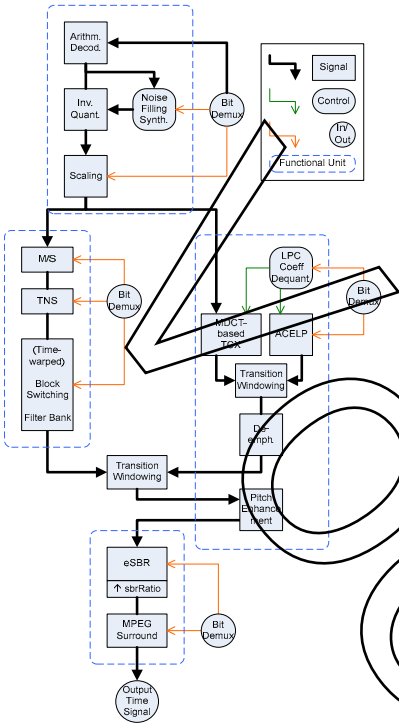 Arithm.
Decod.
Inv.
Quant.
Noise
Filling
Synth.
Bit
Demux
Scaling
Signal
Control
In/
Out
Functional Unit
M/S
TNS
Bit
Demux
(Time-
warped)
Block
Switching
Filter Bank
LPC
Coeff
Dequant.
Bit
Demux
MDCT-
based
TCX
ACELP
Transition
Windowing
De-
emph.
Transition
Windowing
Pitch
Enhance
ment
eSBR
↑ sbrRatio
MPEG
Surround
Bit
Demux
Output
Time
Signal